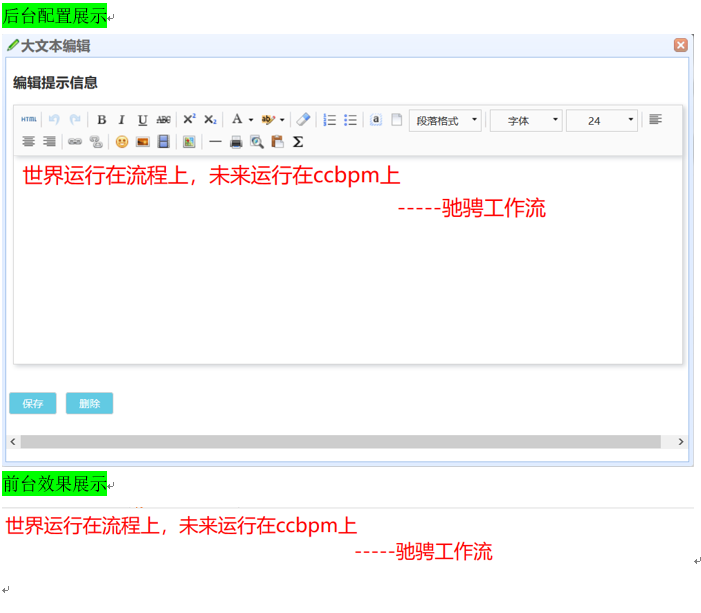 后台配置展示
大文本编辑
编辑提示信息
HTML B I U ABC X² X₂ A ab a 段落格式 字体 24
Σ
世界运行在流程上，未来运行在ccbpm上
-----驰骋工作流
保存 删除
前台效果展示
世界运行在流程上，未来运行在ccbpm上
-----驰骋工作流